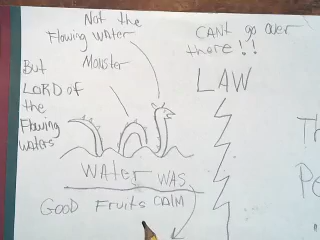 Not the
Flowing water
Monster
But
LORD of
the
Flowing
waters
CANT go over
there!!
LAW
WAter WAS
GOOD Fruits CAlM